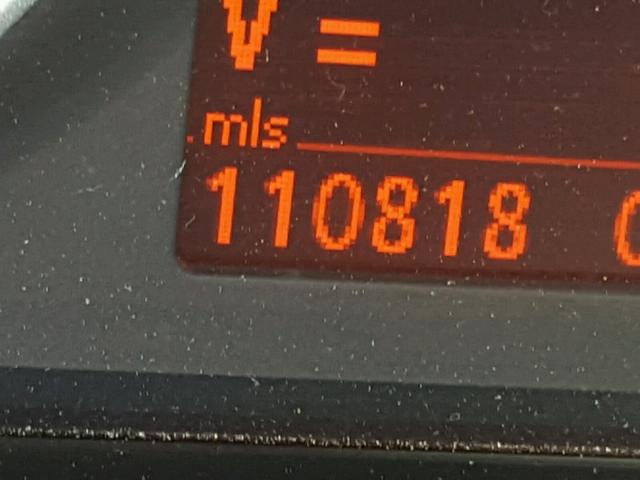 V =
mls
110818